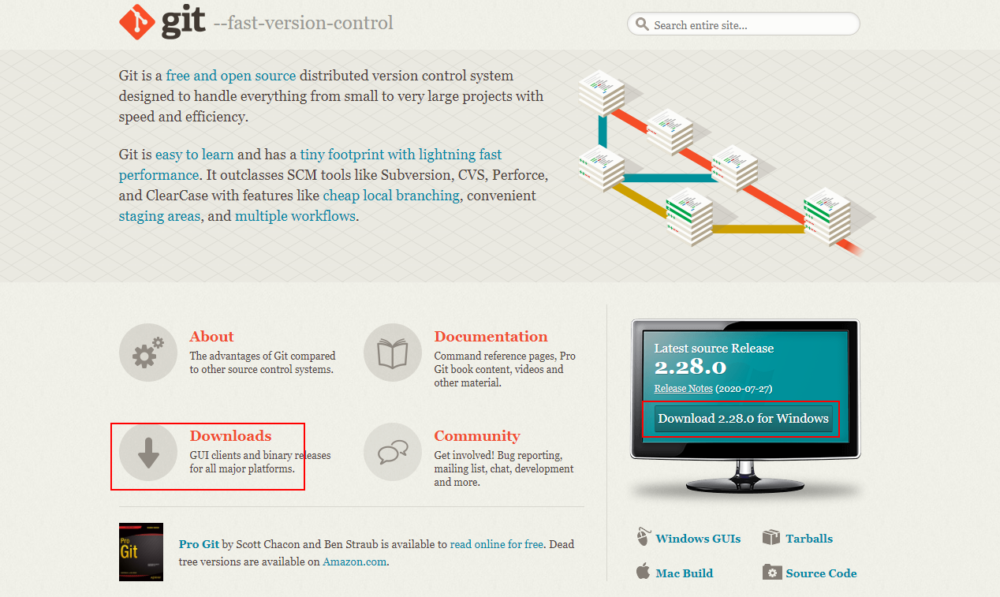 git --fast-version-control
Search entire site...
Git is a free and open source distributed version control system
designed to handle everything from small to very large projects with
speed and efficiency.
Git is easy to learn and has a tiny footprint with lightning fast
performance. It outclasses SCM tools like Subversion, CVS, Perforce,
and ClearCase with features like cheap local branching, convenient
staging areas, and multiple workflows.
About
The advantages of Git compared
to other source control systems.
Documentation
Command reference pages, Pro
Git book content, videos and
other material.
Downloads
GUI clients and binary releases
for all major platforms.
Community
Get involved! Bug reporting,
mailing list, chat, development
and more.
Pro
Git
Pro Git by Scott Chacon and Ben Straub is available to read online for free. Dead
tree versions are available on Amazon.com.
Latest source Release
2.28.0
Release Notes (2020-07-27)
Download 2.28.0 for Windows
Windows GUIs
Tarballs
Mac Build
Source Code